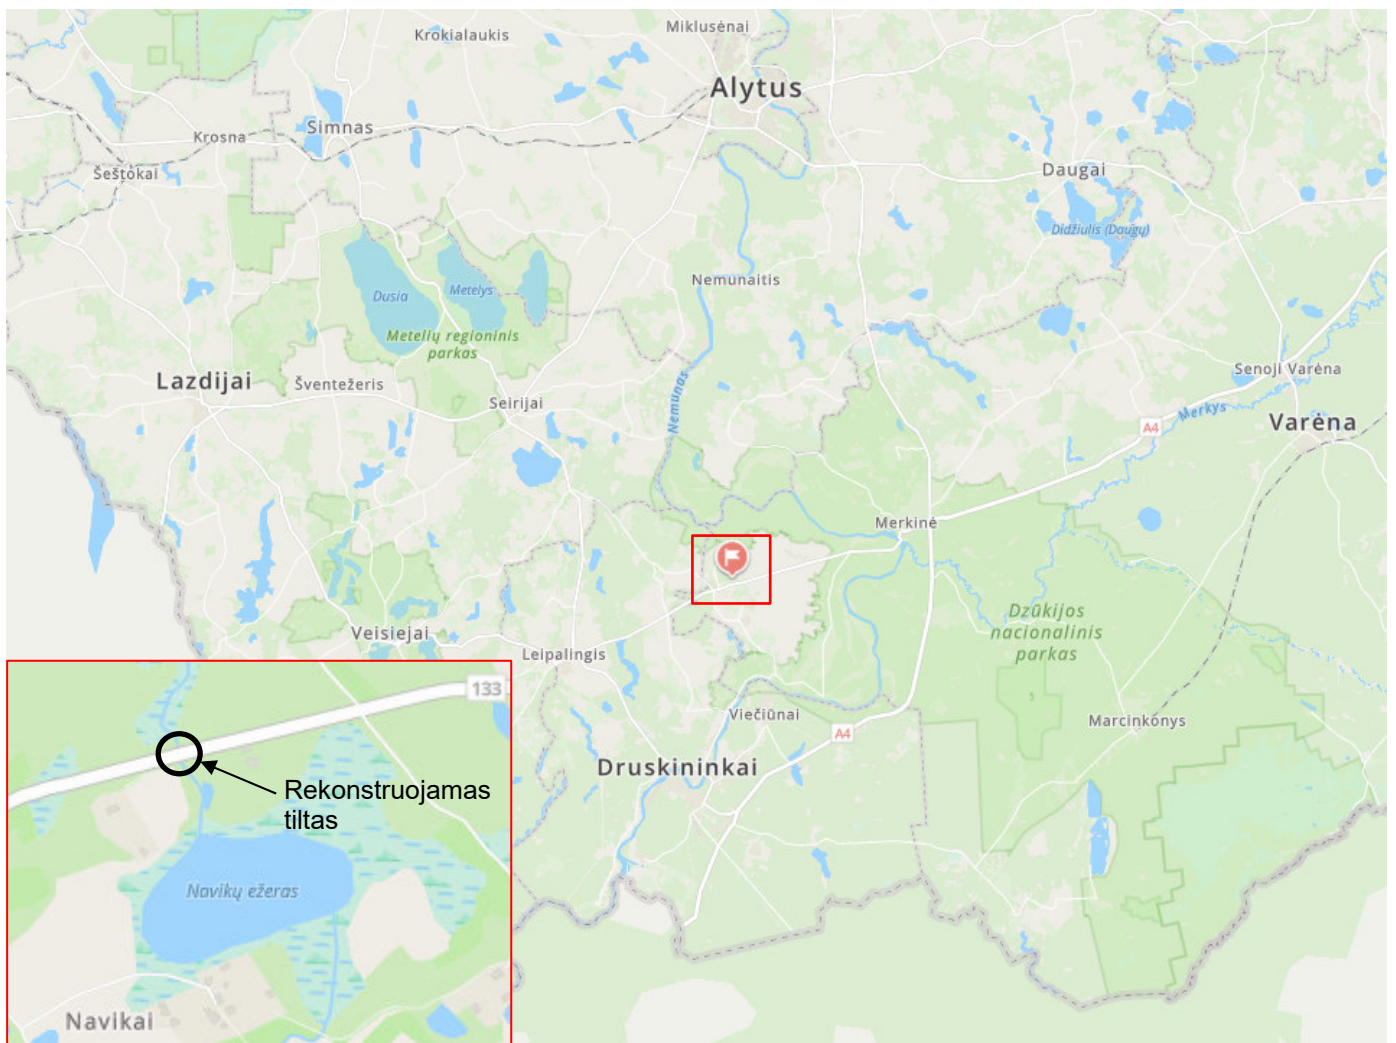 Miklusėnai
Krokialaukis
Alytus
Simnas
Krosna
Šeštokai
Daugai
Didžiulis (Daugų)
Nemunaitis
Dusia
Metelys
Metelių regioninis
parkas
Senoji Varėna
Lazdijai
Šventežeris
Seirijai
Nemunas
Merkys
A4
Varėna
Merkinė
Dzūkijos
nacionalinis
parkas
Veisiejai
Leipalingis
Viečiūnai
A4
Marcinkonys
Druskininkai
133
Rekonstruojamas
tiltas
Navikų ežeras
Navikai